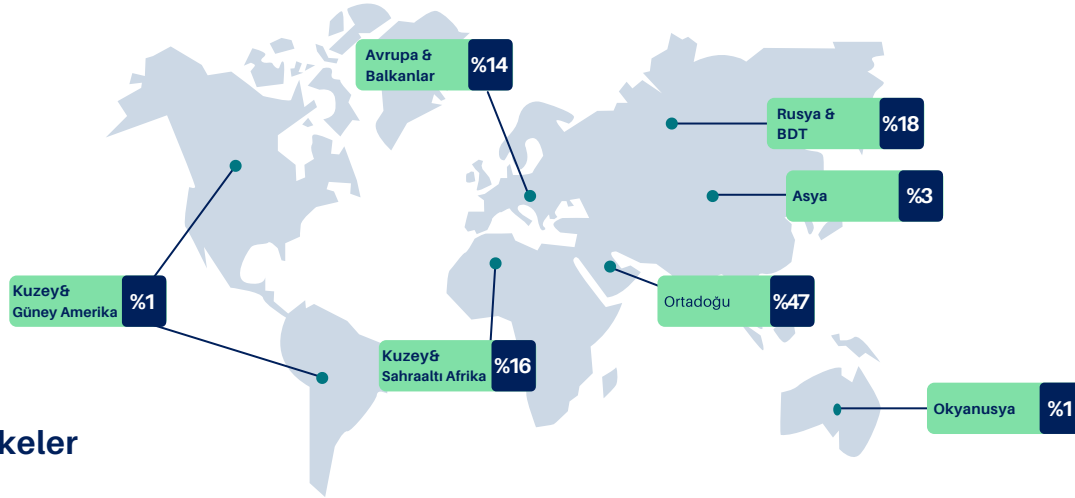 Avrupa &
Balkanlar
%14
Rusya &
BDT
%18
Asya
%3
Kuzey&
Güney Amerika
%1
Ortadoğu
%47
Kuzey&
Sahraaltı Afrika
%16
Okyanusya
%1
keler